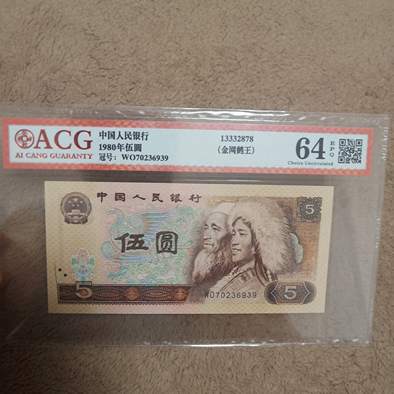 ACG
AI CANG GUARANTY
中国人民银行
1980年伍圆
冠号: WO70236939
13332878
(金闻鹤王)
64 EPQ
Choice Uncirculated
中国人民银行
5
伍圆
WO70236939
5
5